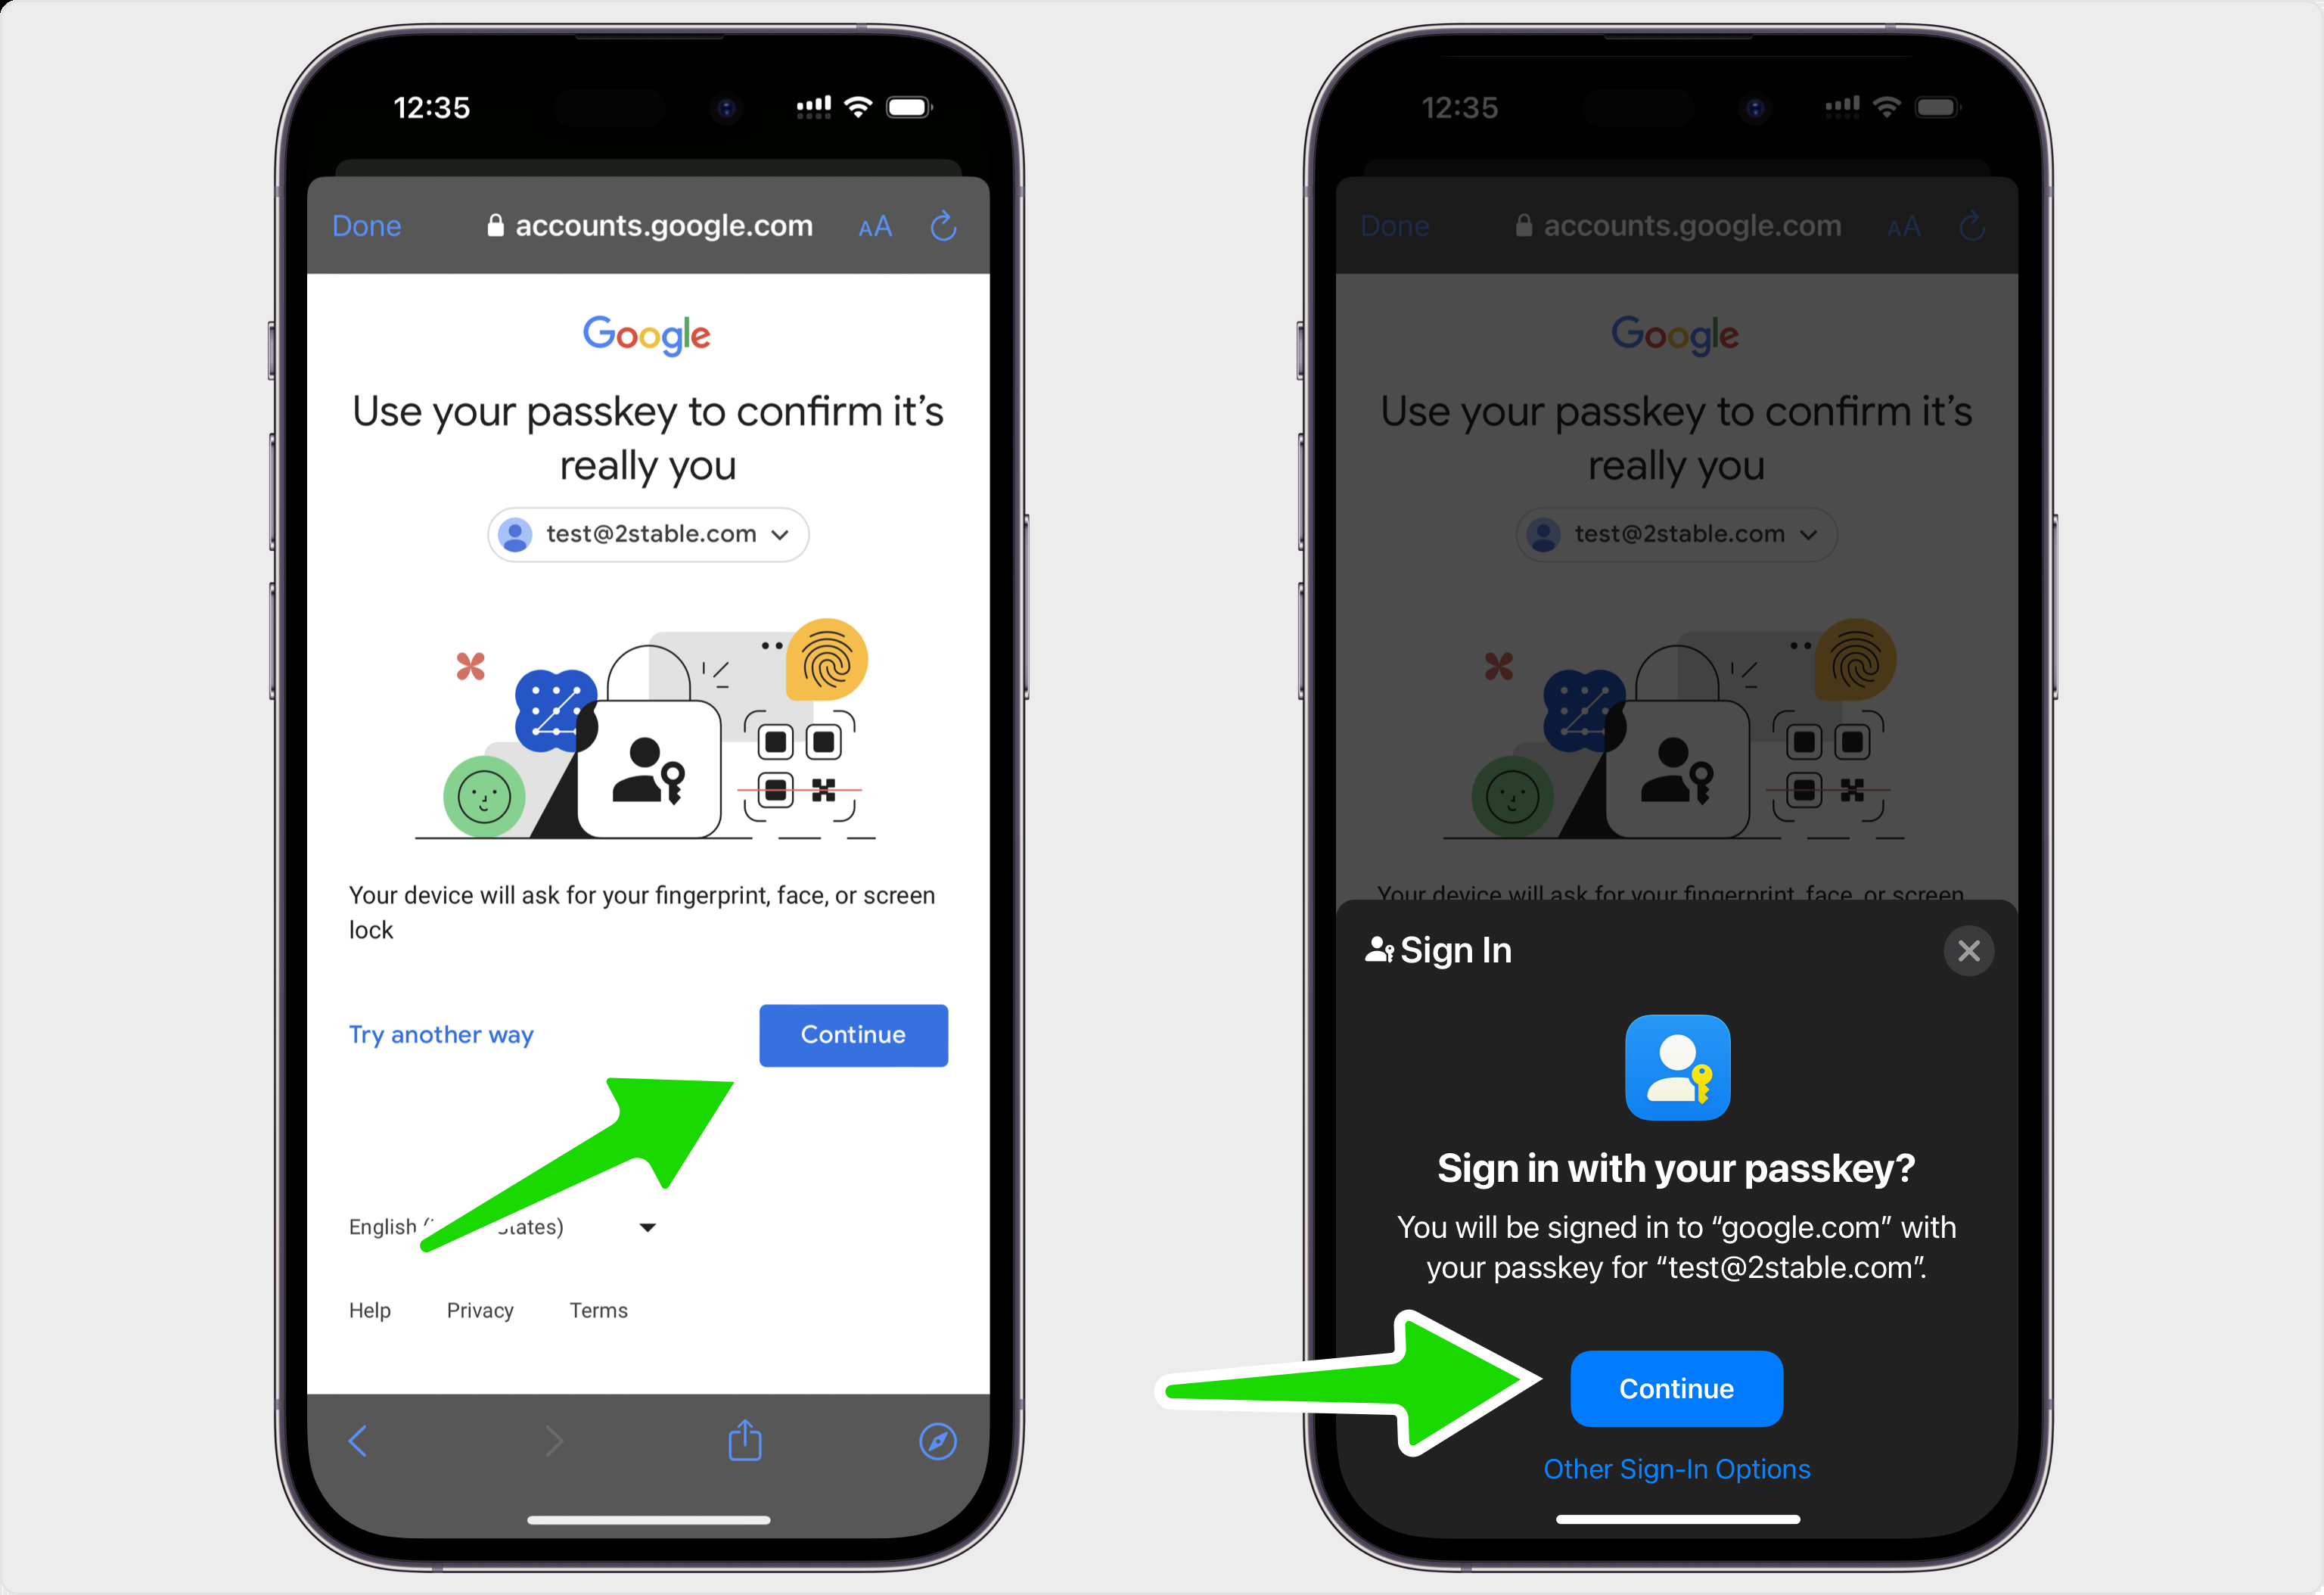 12:35
Done
accounts.google.com
AA
Google
Use your passkey to confirm it's
really you
test@2stable.com
Your device will ask for your fingerprint, face, or screen
lock
Try another way
Continue
English
Help
Privacy
Terms
12:35
Done
accounts.google.com
AA
Google
Use your passkey to confirm it's
really you
test@2stable.com
Your device will ask for your fingerprint, face, or screen
Sign In
Sign in with your passkey?
You will be signed in to “google.com” with
your passkey for “test@2stable.com”.
Continue
Other Sign-In Options